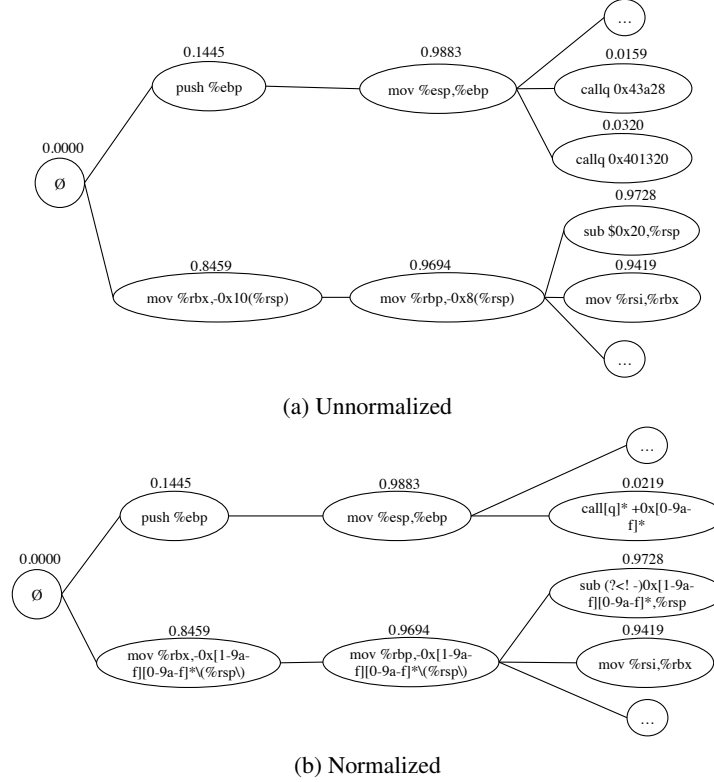 ...
0.1445
push %ebp
0.9883
mov %esp,%ebp
0.0159
callq 0x43a28
0.0320
callq 0x401320
0.0000
Ø
0.9728
sub $0x20,%rsp
0.8459
mov %rbx,-0x10(%rsp)
0.9694
mov %rbp,-0x8(%rsp)
0.9419
mov %rsi,%rbx
...
(a) Unnormalized
...
0.1445
push %ebp
0.9883
mov %esp,%ebp
0.0219
call[q]* +0x[0-9a-
f]*
0.0000
Ø
0.9728
sub (?<! -)0x[1-9a-
f][0-9a-f]*,%rsp
0.8459
mov %rbx,-0x[1-9a-
f][0-9a-f]*\(%rsp\)
0.9694
mov %rbp,-0x[1-9a-
f][0-9a-f]*\(%rsp\)
0.9419
mov %rsi,%rbx
...
(b) Normalized